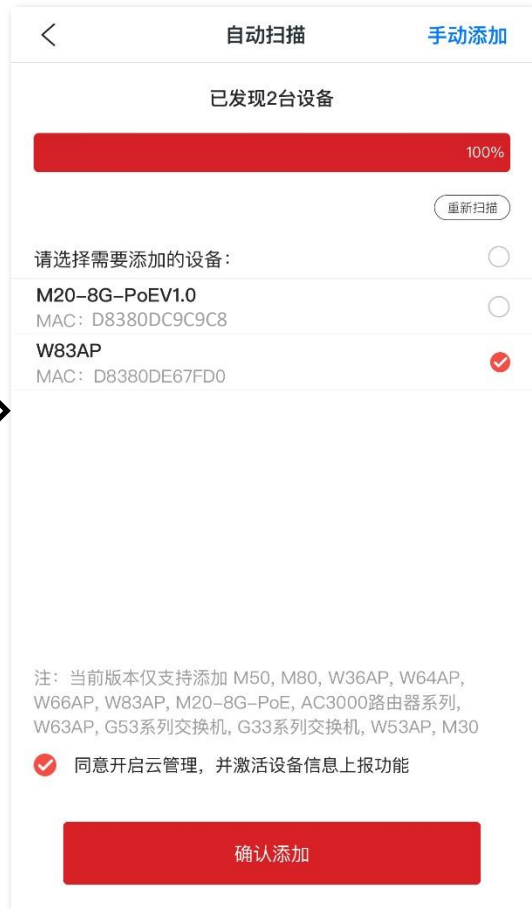 自动扫描 手动添加
已发现2台设备
100%
重新扫描
请选择需要添加的设备：
M20-8G-PoEV1.0
MAC：D8380DC9C9C8
W83AP
MAC：D8380DE67FD0
注：当前版本仅支持添加 M50, M80, W36AP, W64AP,
W66AP, W83AP, M20-8G-PoE, AC3000路由器系列,
W63AP, G53系列交换机, G33系列交换机, W53AP, M30
同意开启云管理，并激活设备信息上报功能
确认添加